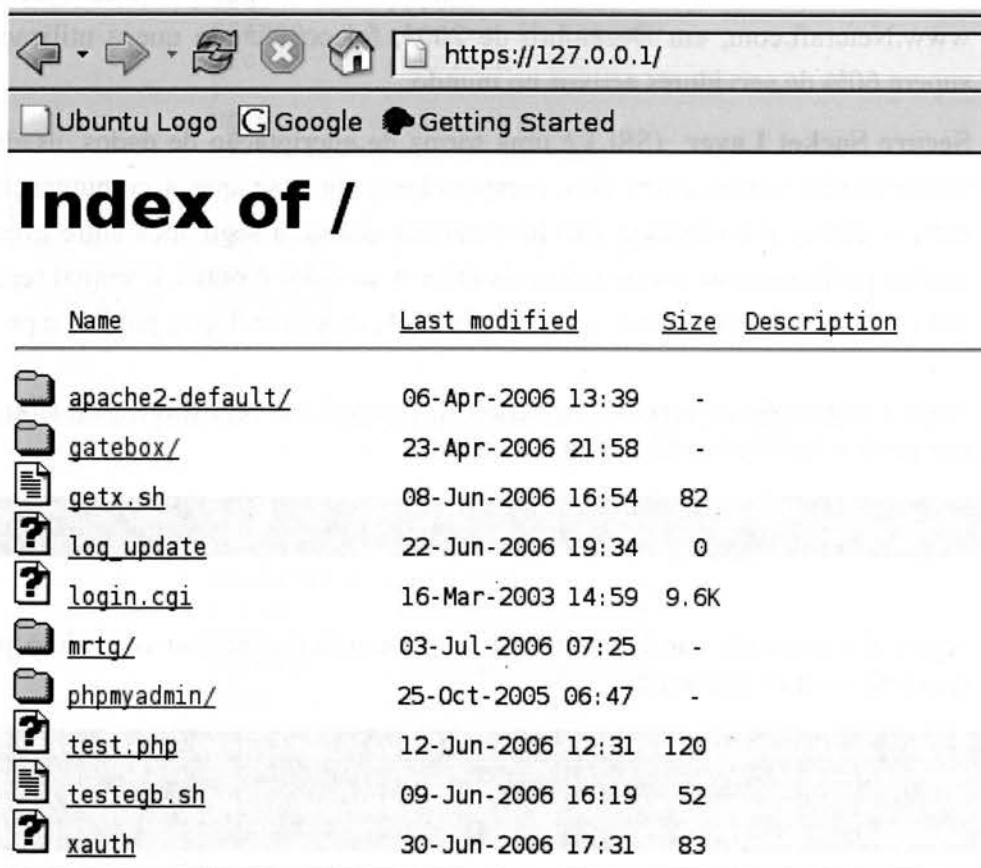 https://127.0.0.1/
Ubuntu Logo Google Getting Started
Index of /
Name Last modified Size Description
apache2-default/ 06-Apr-2006 13:39 -
gatebox/ 23-Apr-2006 21:58
getx.sh 08-Jun-2006 16:54 82
log_update 22-Jun-2006 19:34 0
login.cgi 16-Mar-2003 14:59 9.6K
mrtg/ 03-Jul-2006 07:25 -
phpmyadmin/ 25-Oct-2005 06:47 -
test.php 12-Jun-2006 12:31 120
testegb.sh 09-Jun-2006 16:19 52
xauth 30-Jun-2006 07:31 83